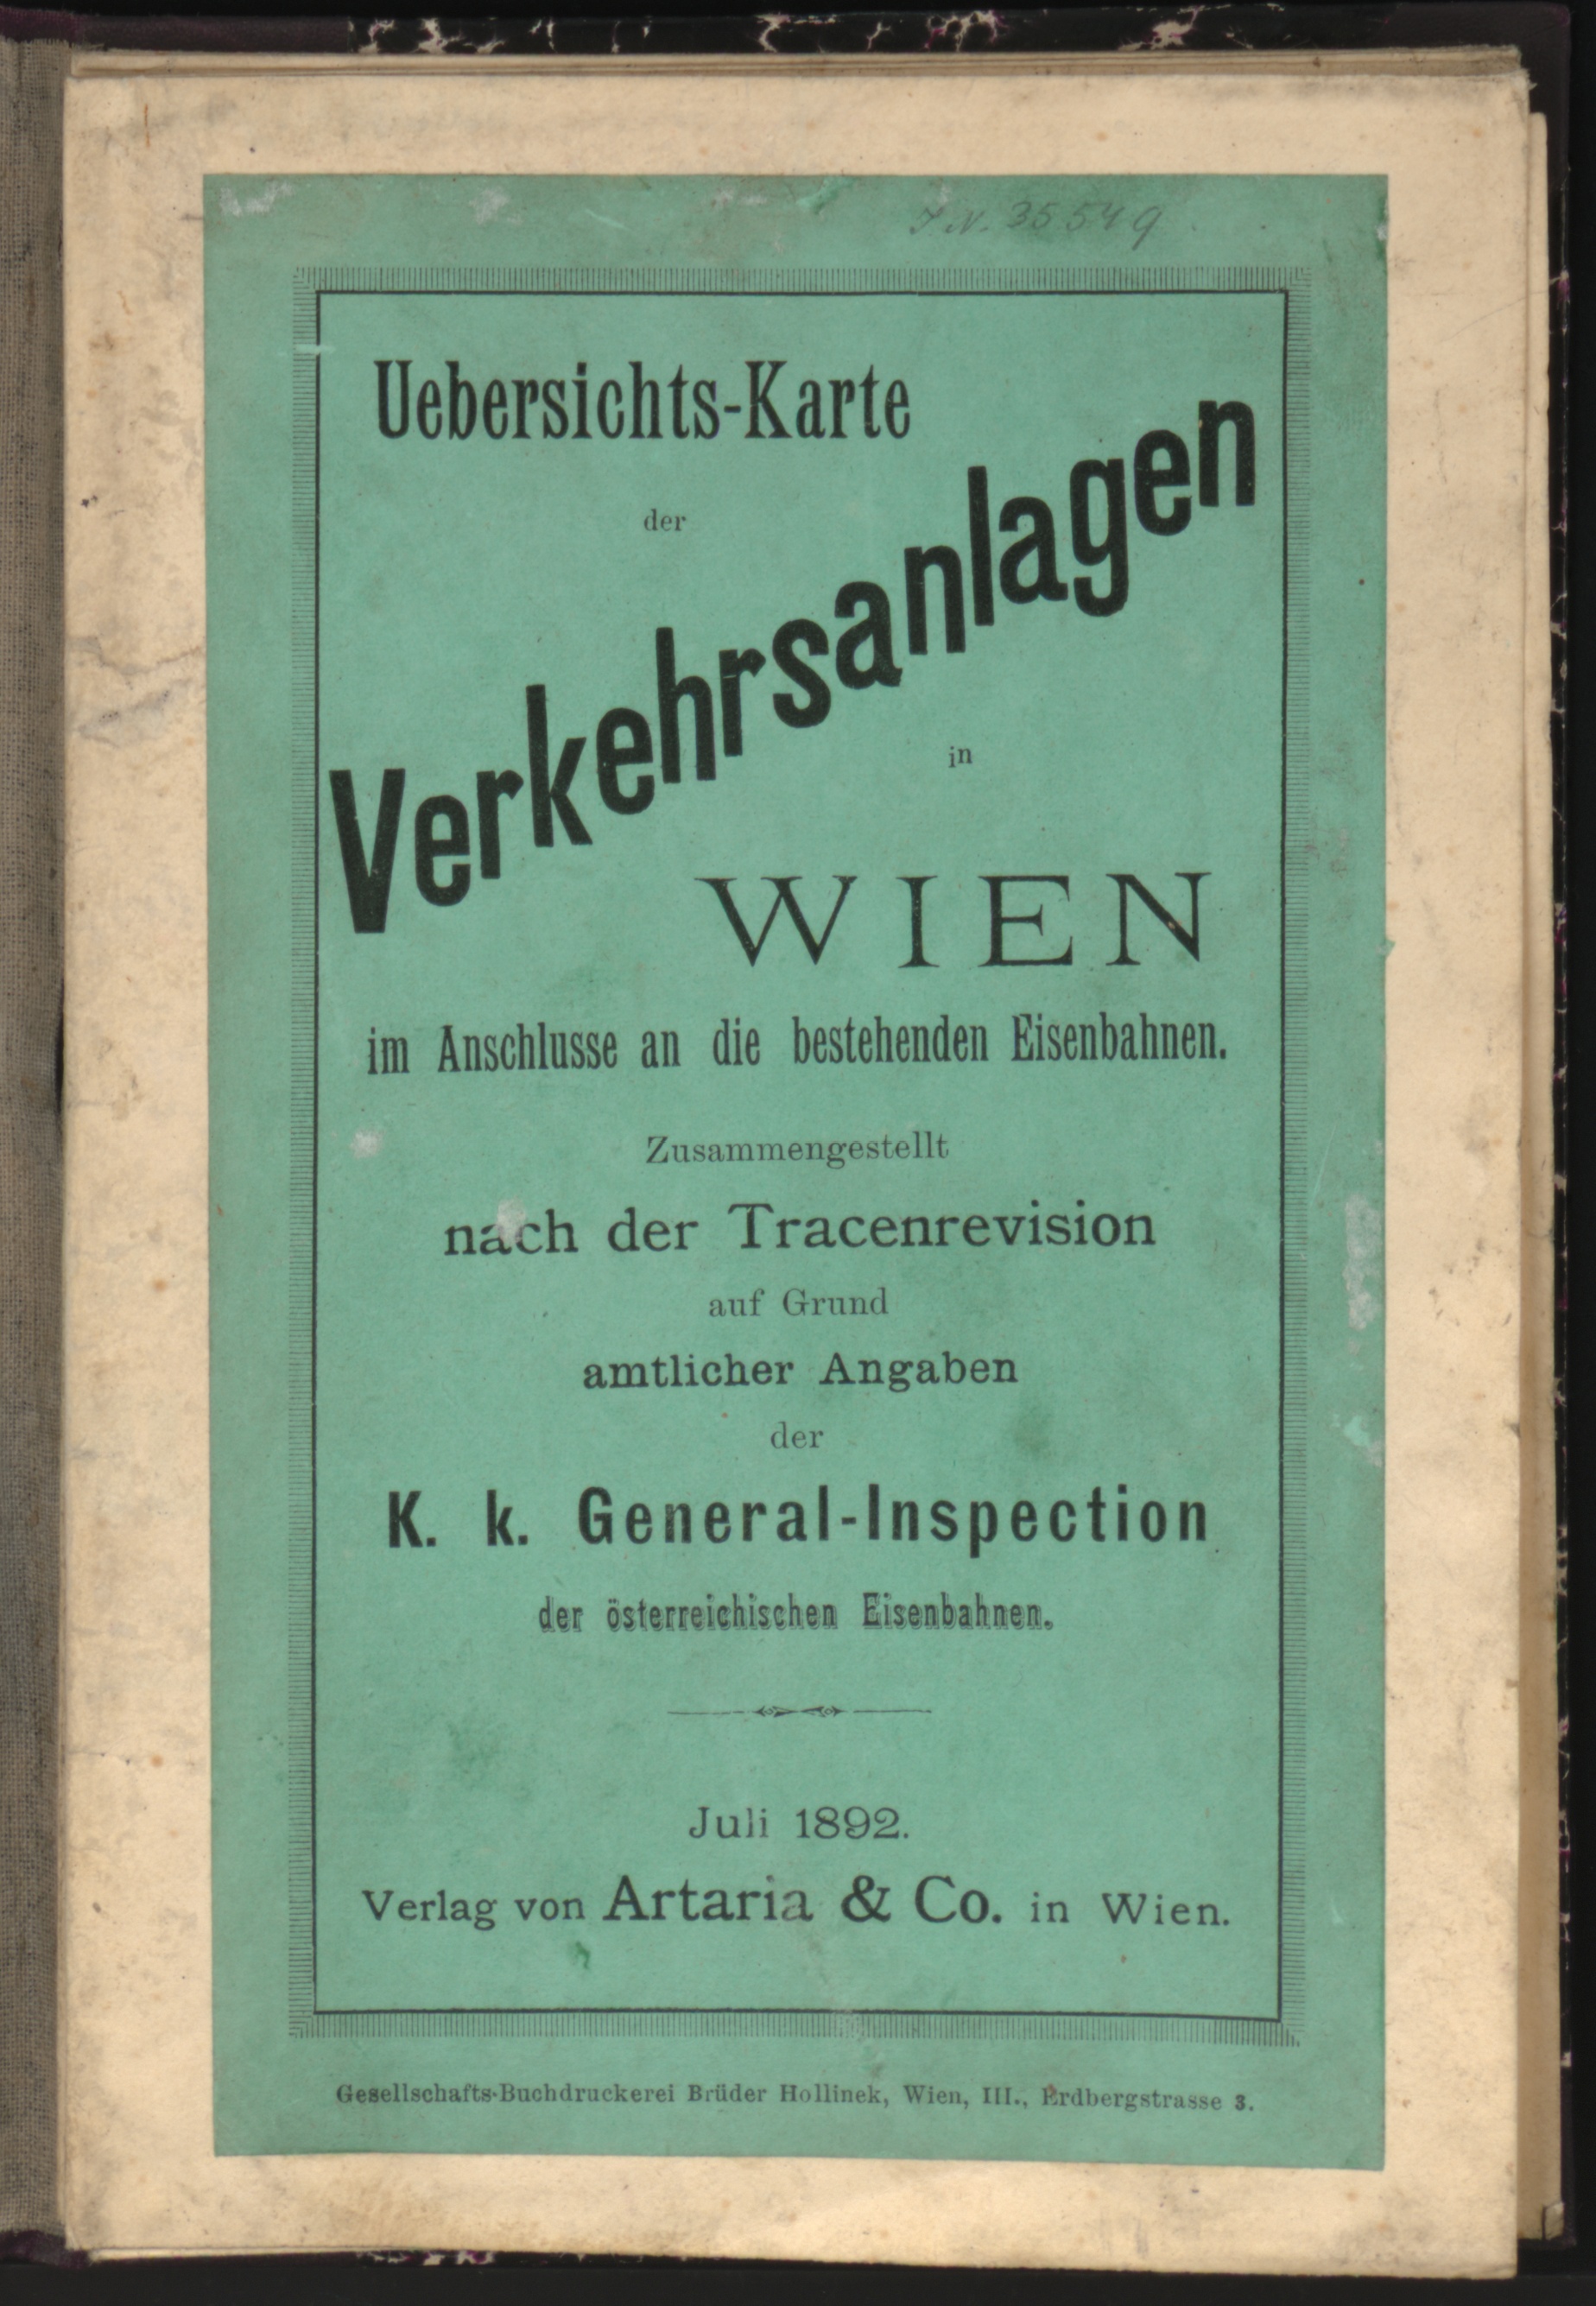 J. N. 35549
Uebersichts-Karte
der
Verkehrsanlagen
in
WIEN
im Anschlusse an die bestehenden Eisenbahnen.
Zusammengestellt
nach der Tracenrevision
auf Grund
amtlicher Angaben
der
K. k. General-Inspection
der österreichischen Eisenbahnen.
Juli 1892.
Verlag von Artaria & Co. in Wien.
Gesellschafts-Buchdruckerei Brüder Hollinek, Wien, III., Erdbergstrasse 3.